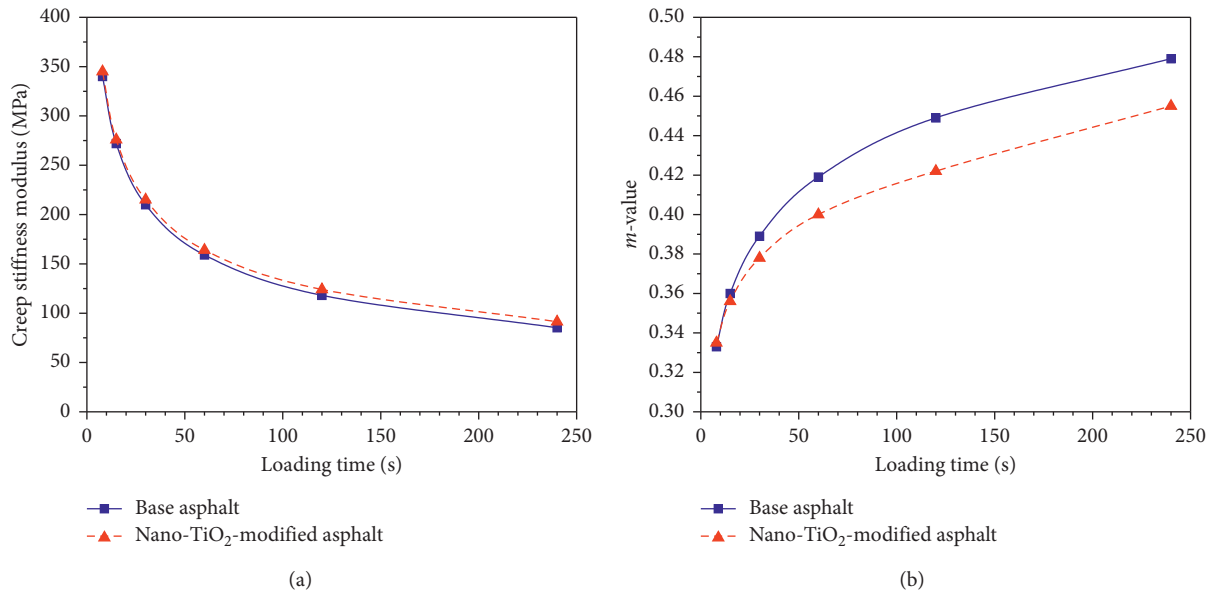 400
350
300
250
200
150
100
50
0
Creep stiffness modulus (MPa)
0 50 100 150 200 250
Loading time (s)
Base asphalt
Nano-TiO₂-modified asphalt
(a)
0.50
0.48
0.46
0.44
0.42
0.40
0.38
0.36
0.34
0.32
0.30
m-value
0 50 100 150 200 250
Loading time (s)
Base asphalt
Nano-TiO₂-modified asphalt
(b)